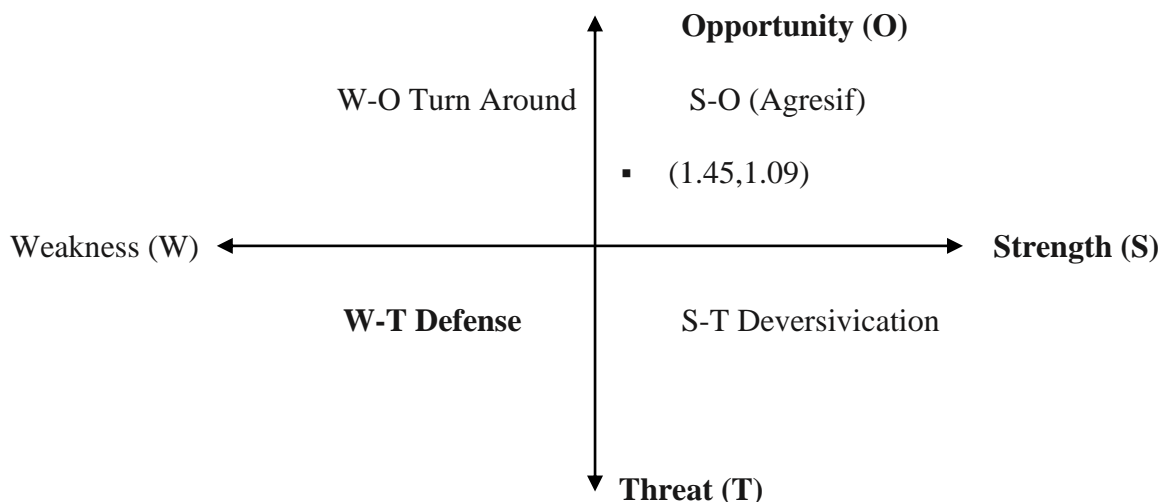 Opportunity (O)
W-O Turn Around
S-O (Agresif)
▪ (1.45,1.09)
Weakness (W)
Strength (S)
W-T Defense
S-T Deversivication
Threat (T)